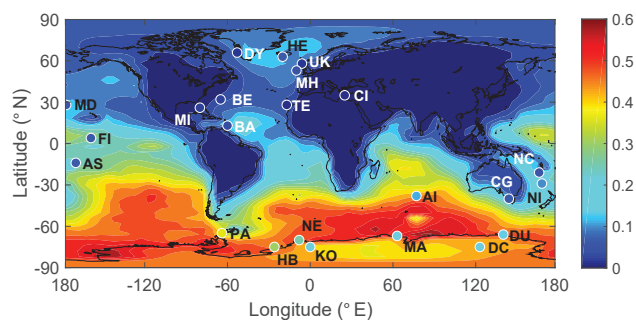 90
60
30
0
-30
-60
-90
Latitude (° N)
180 -120 -60 0 60 120 180
Longitude (° E)
DY
HE
UK
MH
MD
BE
TE
CI
MI
BA
FI
AS
NC
CG
NI
AI
PA
NE
HB
KO
MA
DC
DU
0.6
0.5
0.4
0.3
0.2
0.1
0